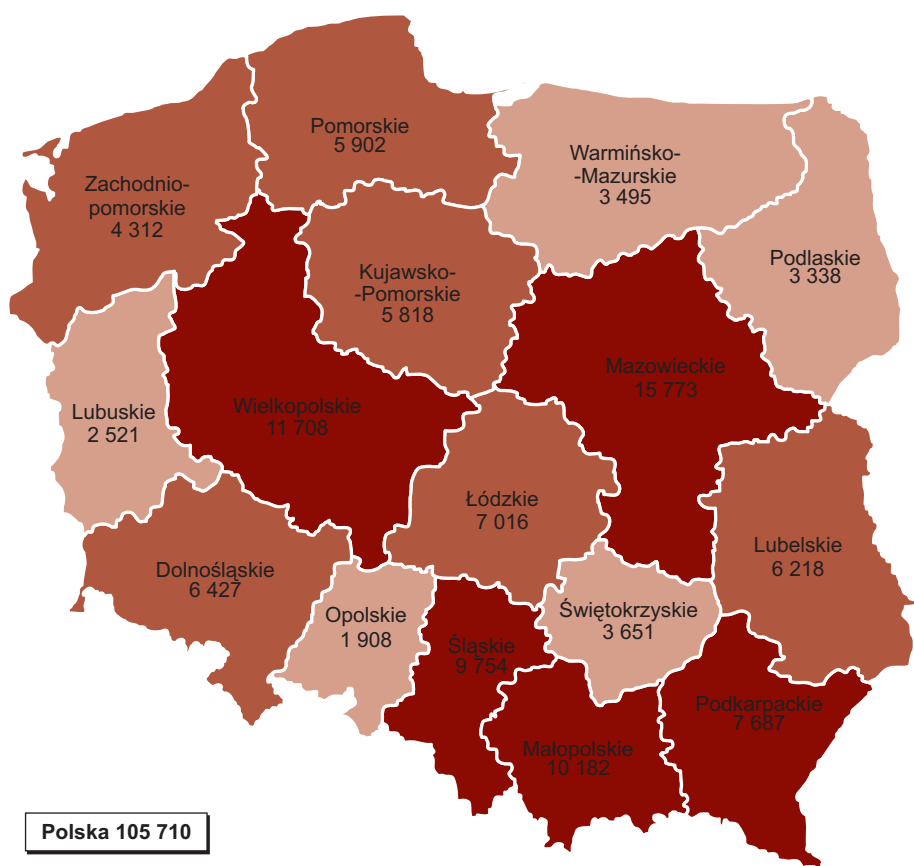 Pomorskie
5 902
Warmińsko-
-Mazurskie
3 495
Zachodnio-
pomorskie
4 312
Podlaskie
3 338
Kujawsko-
-Pomorskie
5 818
Mazowieckie
15 773
Lubuskie
2 521
Wielkopolskie
11 708
Łódzkie
7 016
Lubelskie
6 218
Dolnośląskie
6 427
Opolskie
1 908
Świętokrzyskie
3 651
Śląskie
9 754
Podkarpackie
7 687
Małopolskie
10 182
Polska 105 710